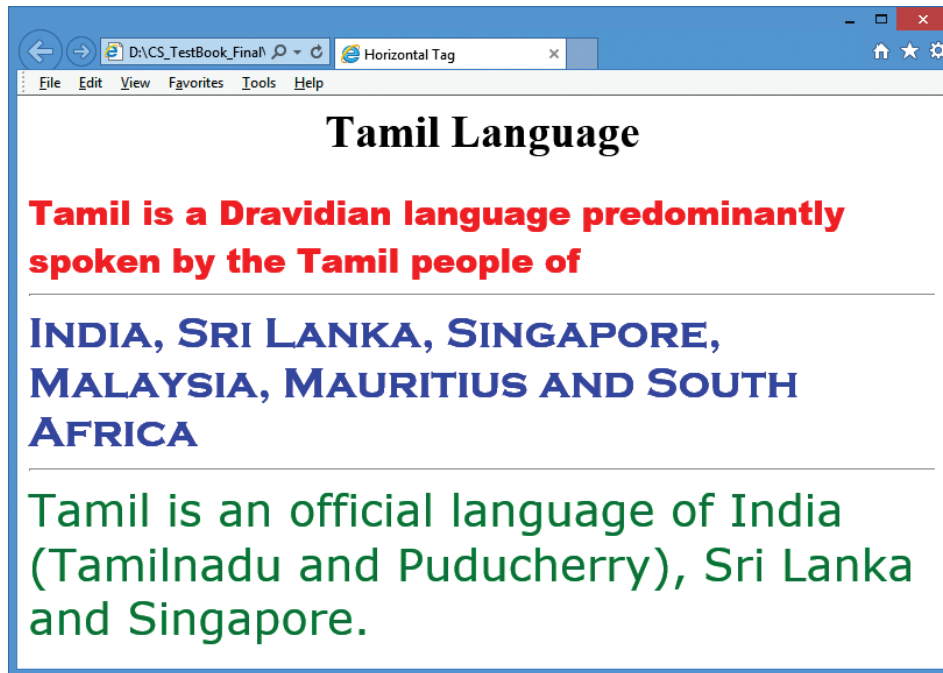 D:\CS_TestBook_Final\
Horizontal Tag
File Edit View Favorites Tools Help
Tamil Language
Tamil is a Dravidian language predominantly
spoken by the Tamil people of
India, Sri Lanka, Singapore,
Malaysia, Mauritius and South
Africa
Tamil is an official language of India
(Tamilnadu and Puducherry), Sri Lanka
and Singapore.